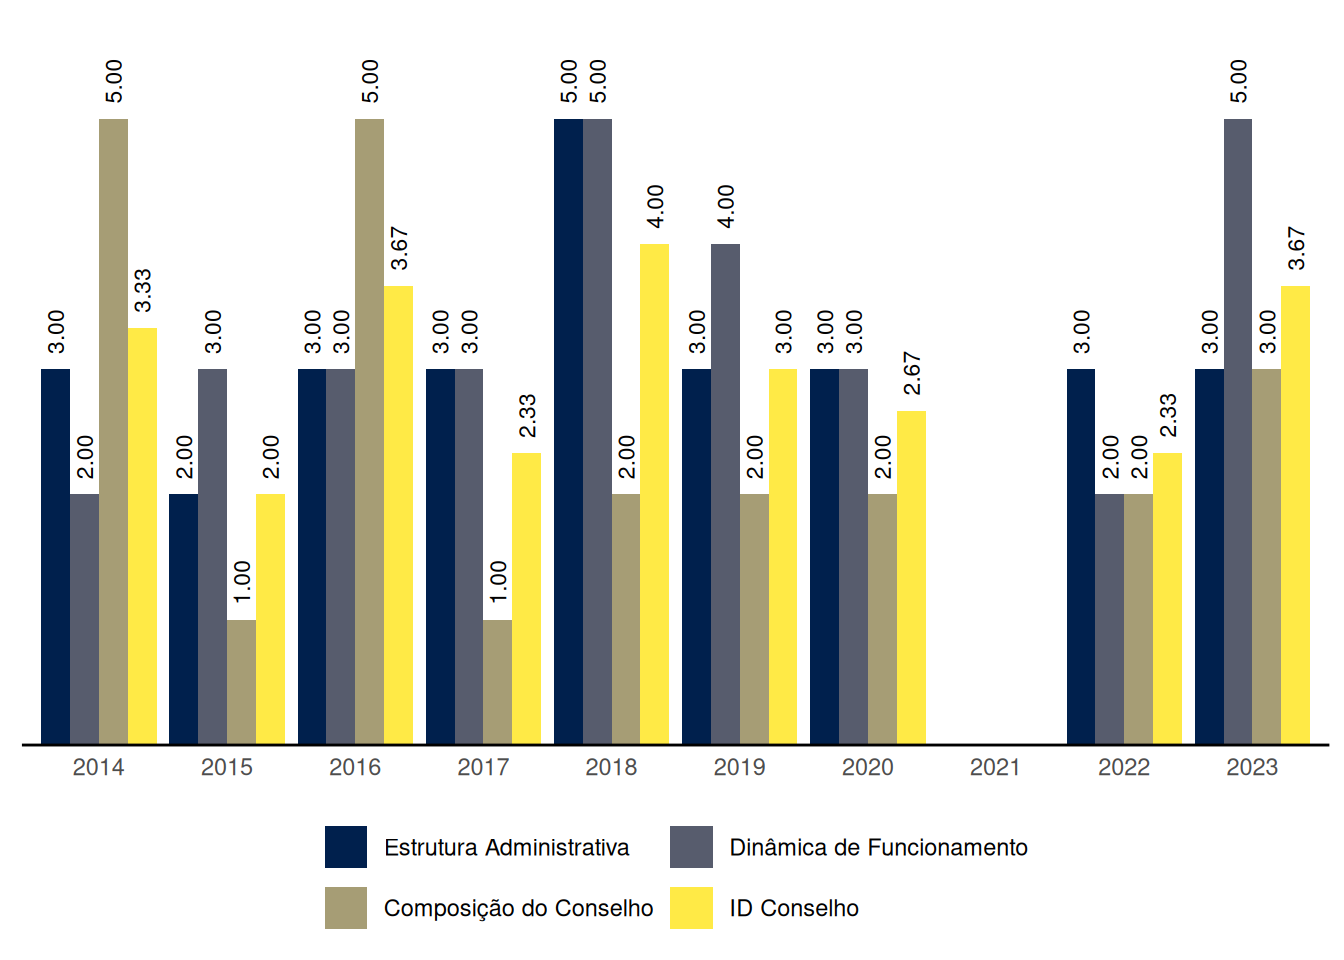 3.00 2.00 5.00 3.33 2.00 3.00 1.00 2.00 3.00 3.00 5.00 3.67 3.00 3.00 1.00 2.33 5.00 5.00 2.00 4.00 3.00 4.00 2.00 3.00 3.00 3.00 2.00 2.67 3.00 2.00 2.00 2.33 3.00 5.00 3.00 3.67
2014 2015 2016 2017 2018 2019 2020 2021 2022 2023
Estrutura Administrativa Dinâmica de Funcionamento
Composição do Conselho ID Conselho